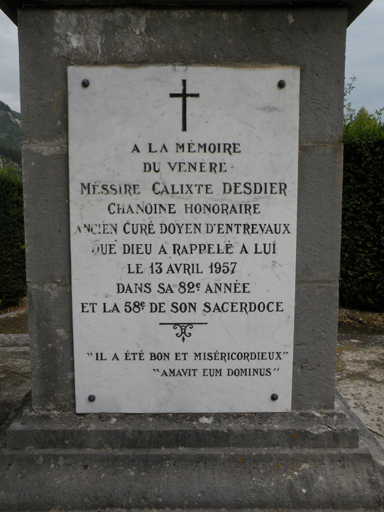 A LA MÉMOIRE
DU VÉNÉRÉ
MESSIRE CALIXTE DESDIER
CHANOINE HONORAIRE
ANCIEN CURÉ DOYEN D'ENTREVAUX
QUE DIEU A RAPPELÉ A LUI
LE 13 AVRIL 1957
DANS SA 82E ANNÉE
ET LA 58E DE SON SACERDOCE
"IL A ÉTÉ BON ET MISÉRICORDIEUX"
"AMAVIT EUM DOMINUS"